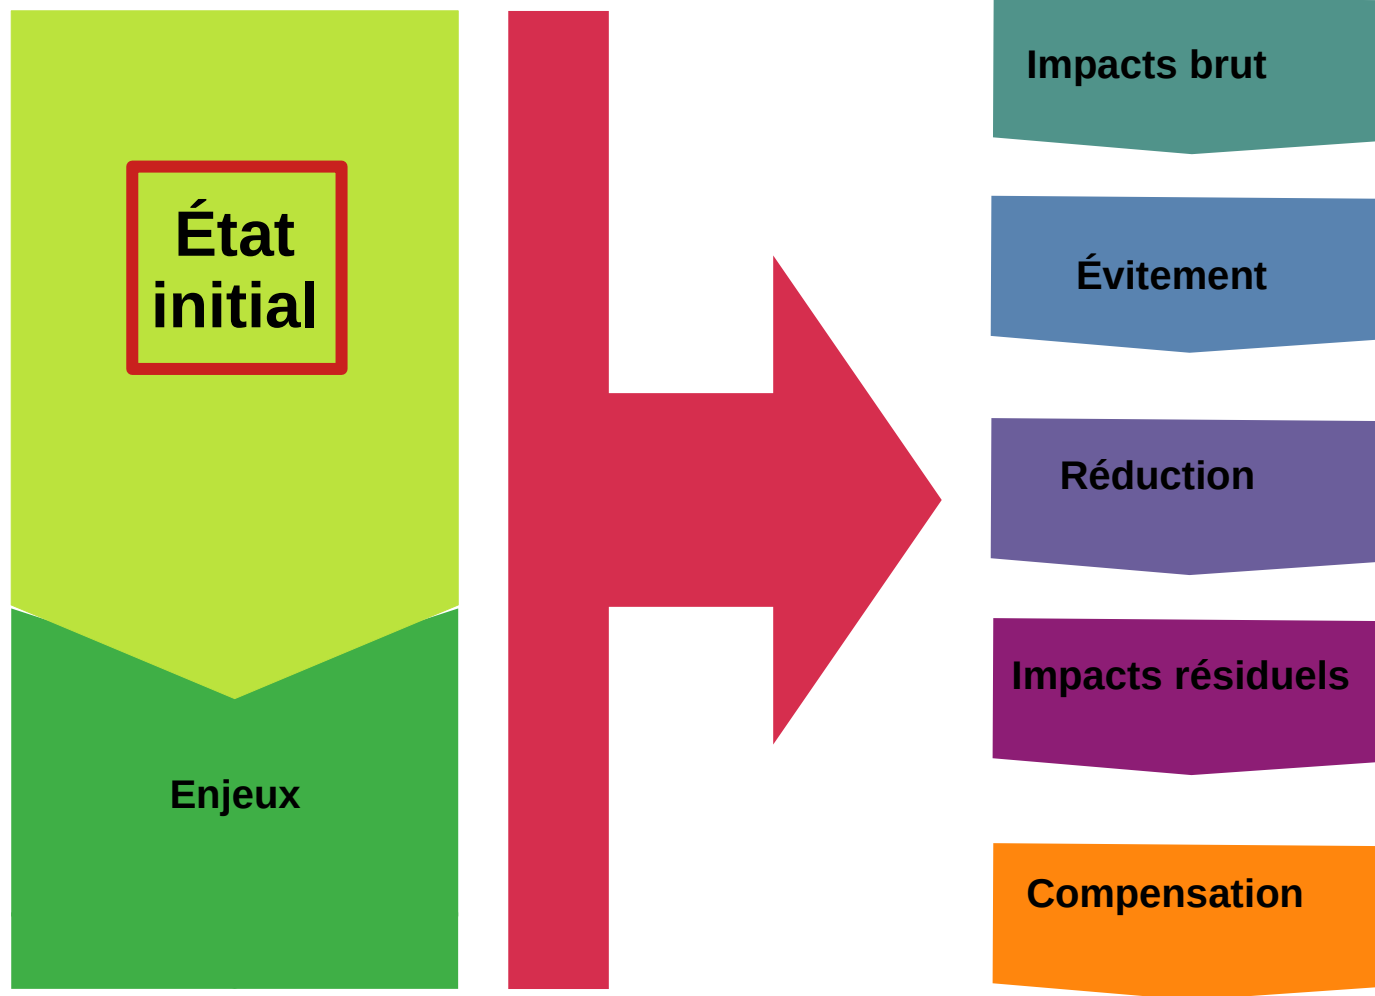 État
initial
Enjeux
Impacts brut
Évitement
Réduction
Impacts résiduels
Compensation